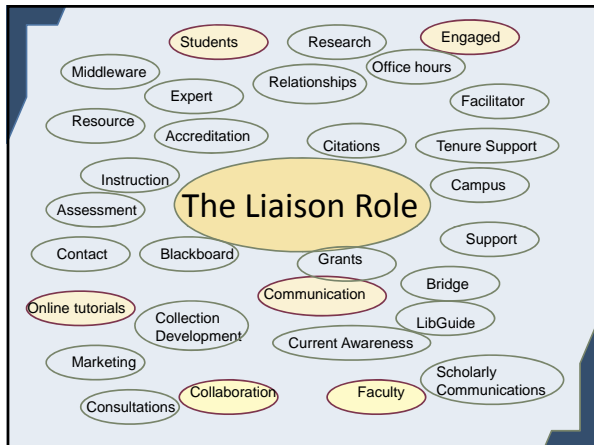 Students
Research
Engaged
Middleware
Relationships
Office hours
Expert
Facilitator
Resource
Accreditation
Citations
Tenure Support
Instruction
Campus
Assessment
The Liaison Role
Support
Contact
Blackboard
Grants
Bridge
Communication
Online tutorials
Collection
Development
LibGuide
Current Awareness
Marketing
Scholarly
Communications
Collaboration
Faculty
Consultations